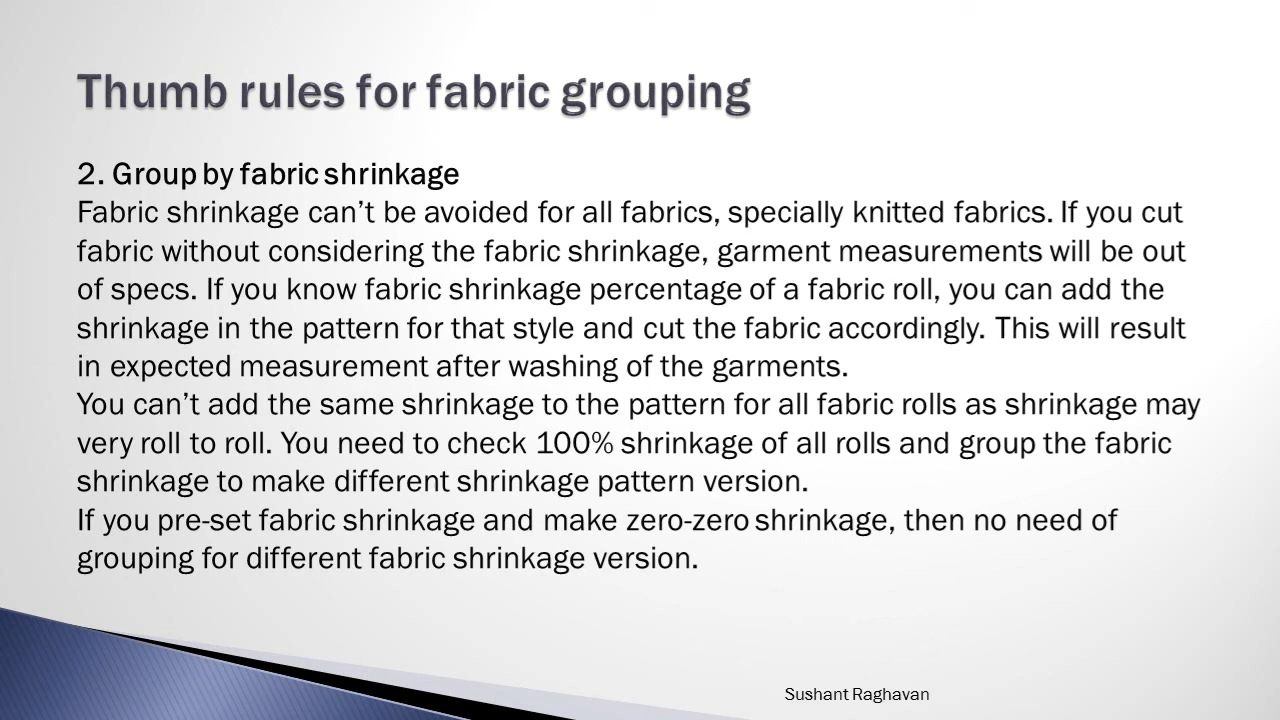 Thumb rules for fabric grouping
2. Group by fabric shrinkage
Fabric shrinkage can’t be avoided for all fabrics, specially knitted fabrics. If you cut
fabric without considering the fabric shrinkage, garment measurements will be out
of specs. If you know fabric shrinkage percentage of a fabric roll, you can add the
shrinkage in the pattern for that style and cut the fabric accordingly. This will result
in expected measurement after washing of the garments.
You can’t add the same shrinkage to the pattern for all fabric rolls as shrinkage may
very roll to roll. You need to check 100% shrinkage of all rolls and group the fabric
shrinkage to make different shrinkage pattern version.
If you pre-set fabric shrinkage and make zero-zero shrinkage, then no need of
grouping for different fabric shrinkage version.
Sushant Raghavan